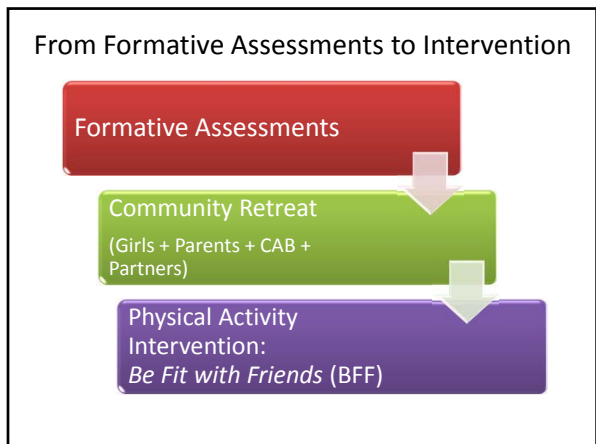 From Formative Assessments to Intervention
Formative Assessments
Community Retreat
(Girls + Parents + CAB +
Partners)
Physical Activity
Intervention:
Be Fit with Friends (BFF)